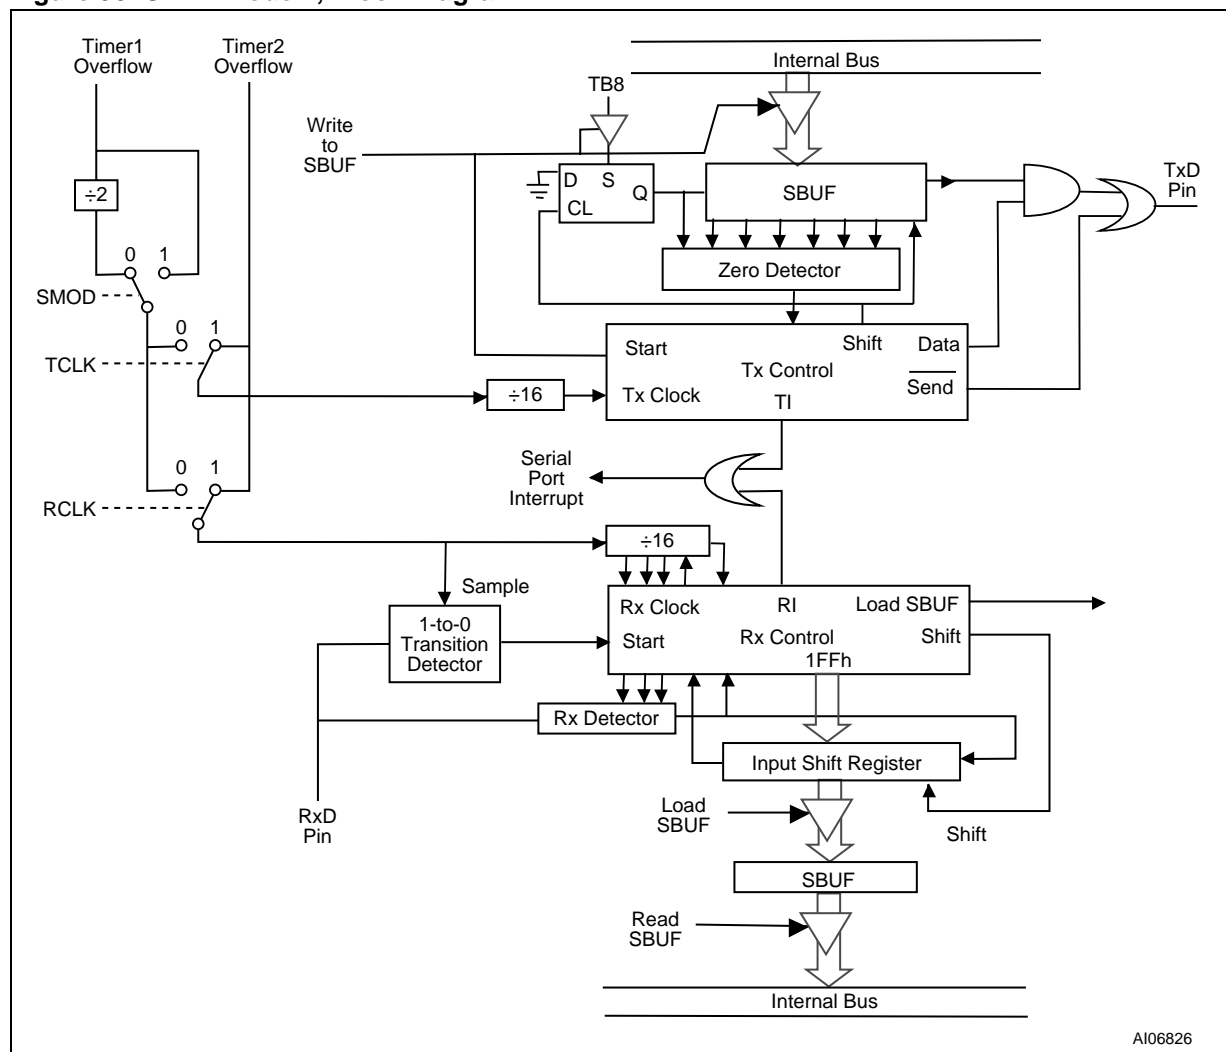 Timer1
Overflow
Timer2
Overflow
Internal Bus
TB8
Write
to
SBUF
D
S
Q
CL
SBUF
TxD
Pin
÷2
Zero Detector
0
1
SMOD
0
1
TCLK
Start
Shift
Data
Tx Control
Send
Tx Clock
TI
÷16
Serial
Port
Interrupt
0
1
RCLK
÷16
Sample
Rx Clock
RI
Load SBUF
1-to-0
Transition
Detector
Start
Rx Control
Shift
1FFh
Rx Detector
Input Shift Register
RxD
Pin
Load
SBUF
Shift
SBUF
Read
SBUF
Internal Bus
AI06826